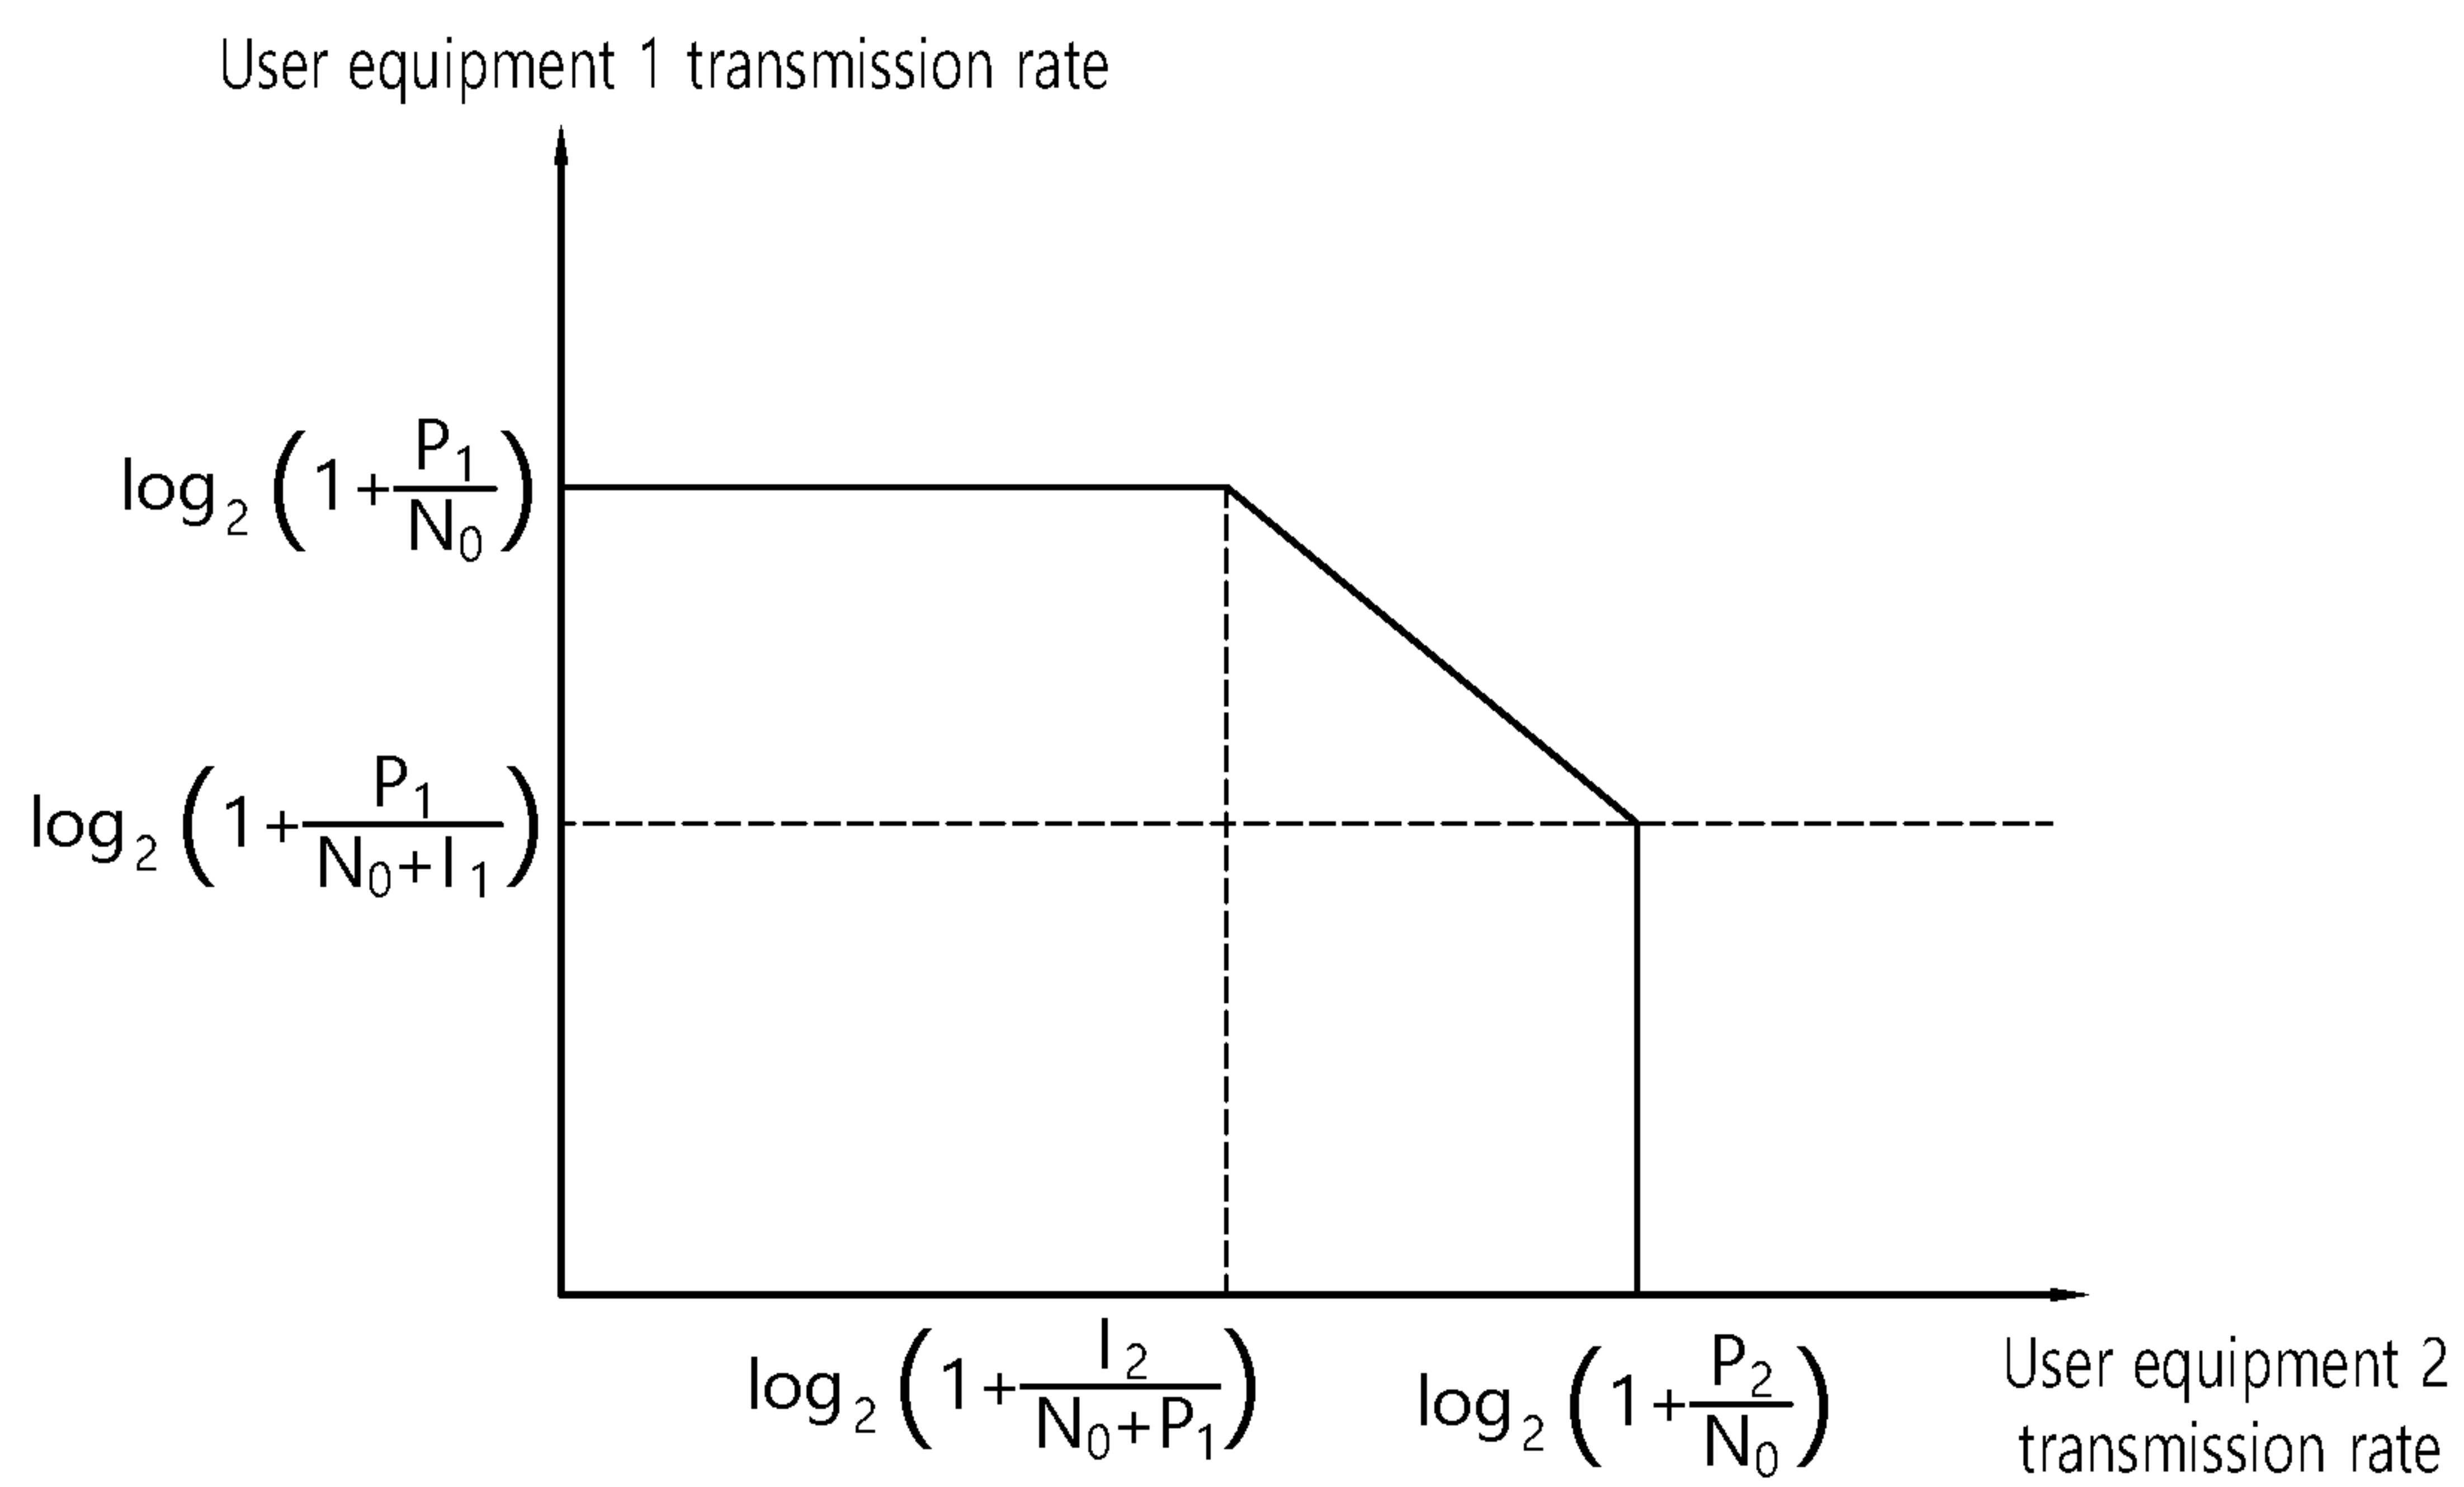 User equipment 1 transmission rate
log₂(1+P₁/N₀)
log₂(1+P₁/(N₀+I₁))
log₂(1+I₂/(N₀+P₁))
log₂(1+P₂/N₀)
User equipment 2
transmission rate